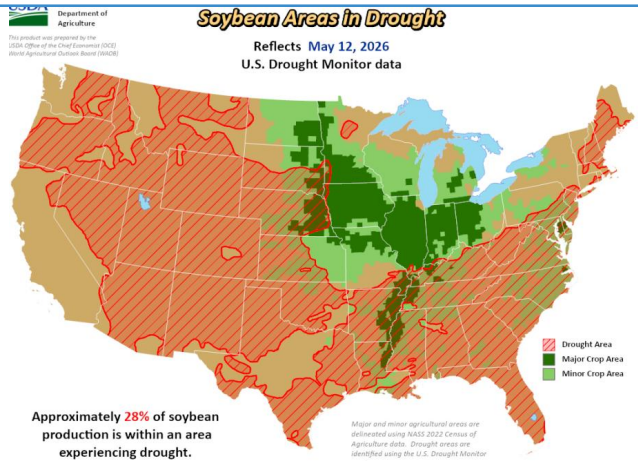 USDA
Department of
Agriculture
This product was prepared by the
USDA Office of the Chief Economist (OCE)
World Agricultural Outlook Board (WAOB)
Soybean Areas in Drought
Reflects May 12, 2026
U.S. Drought Monitor data
Drought Area
Major Crop Area
Minor Crop Area
Approximately 28% of soybean
production is within an area
experiencing drought.
Major and minor agricultural areas are
delineated using NASS 2022 Census of
Agriculture data. Drought areas are
identified using the U.S. Drought Monitor